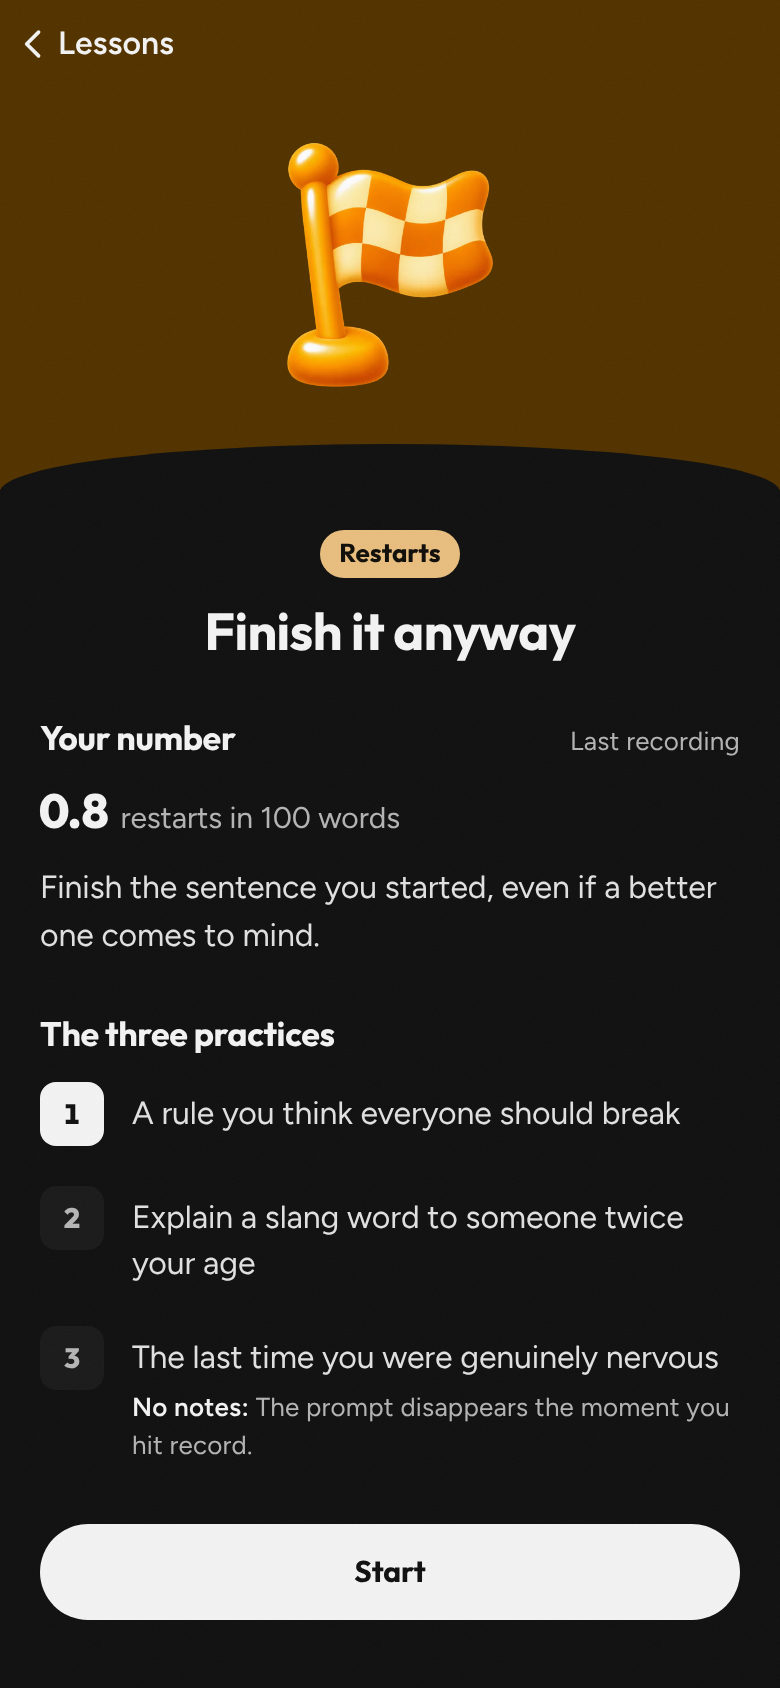 Lessons
Restarts
Finish it anyway
Your number
Last recording
0.8 restarts in 100 words
Finish the sentence you started, even if a better
one comes to mind.
The three practices
1 A rule you think everyone should break
2 Explain a slang word to someone twice
your age
3 The last time you were genuinely nervous
No notes: The prompt disappears the moment you
hit record.
Start